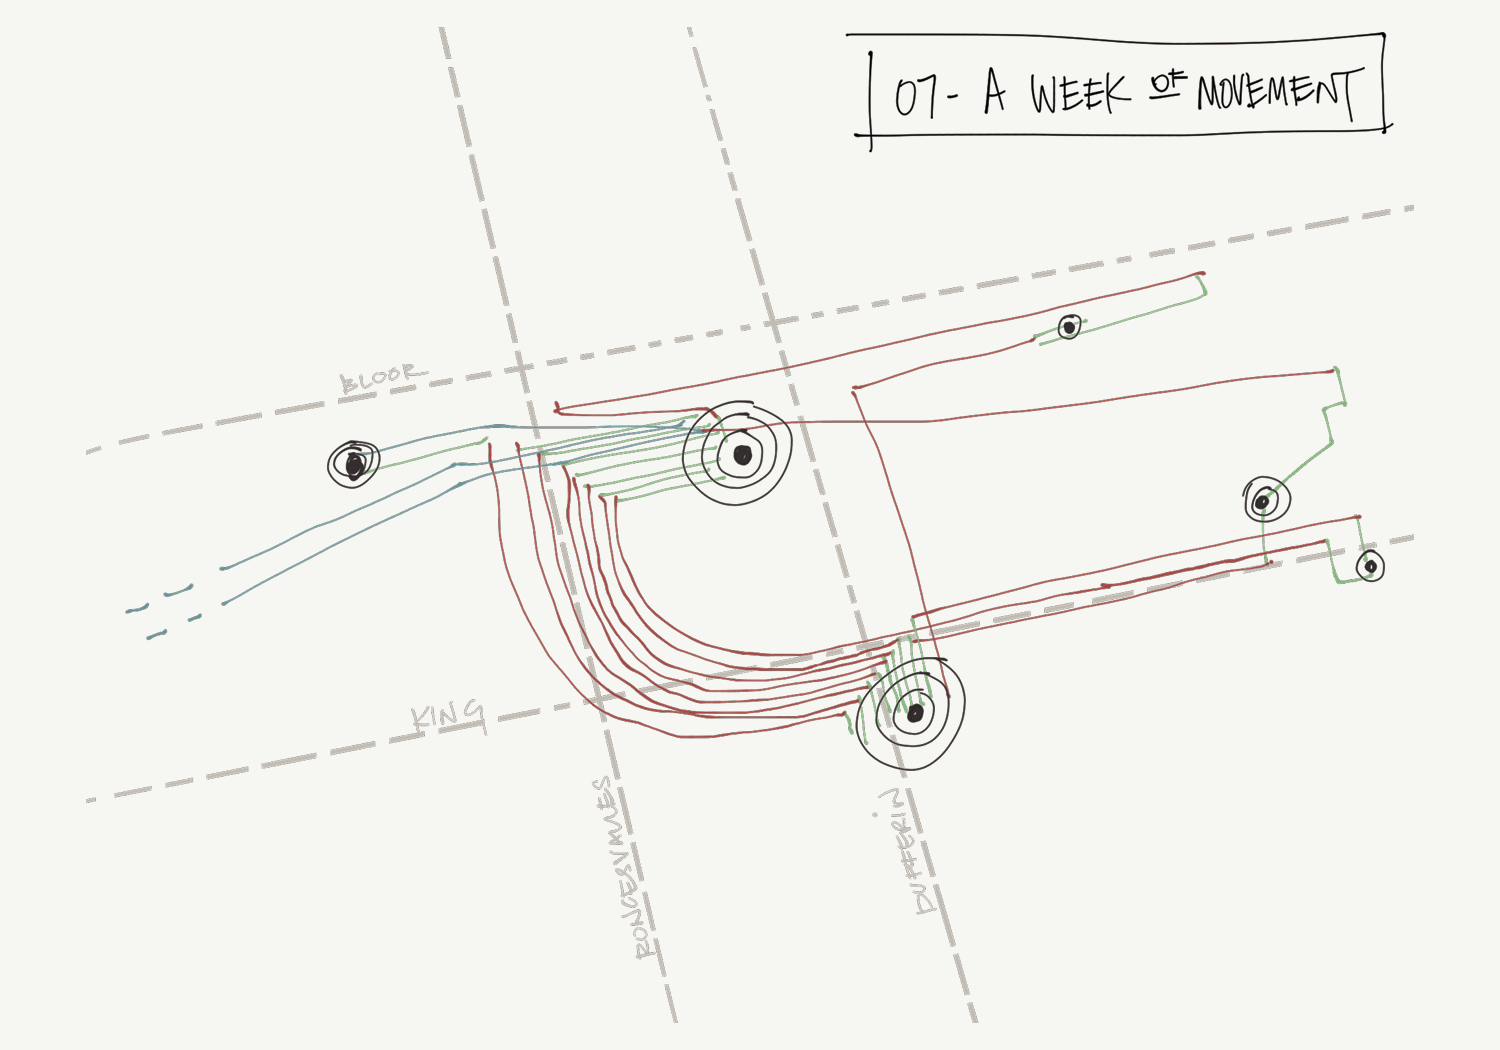 07- A WEEK OF MOVEMENT
BLOOR
KING
RONCESVALLES
DUFFERIN